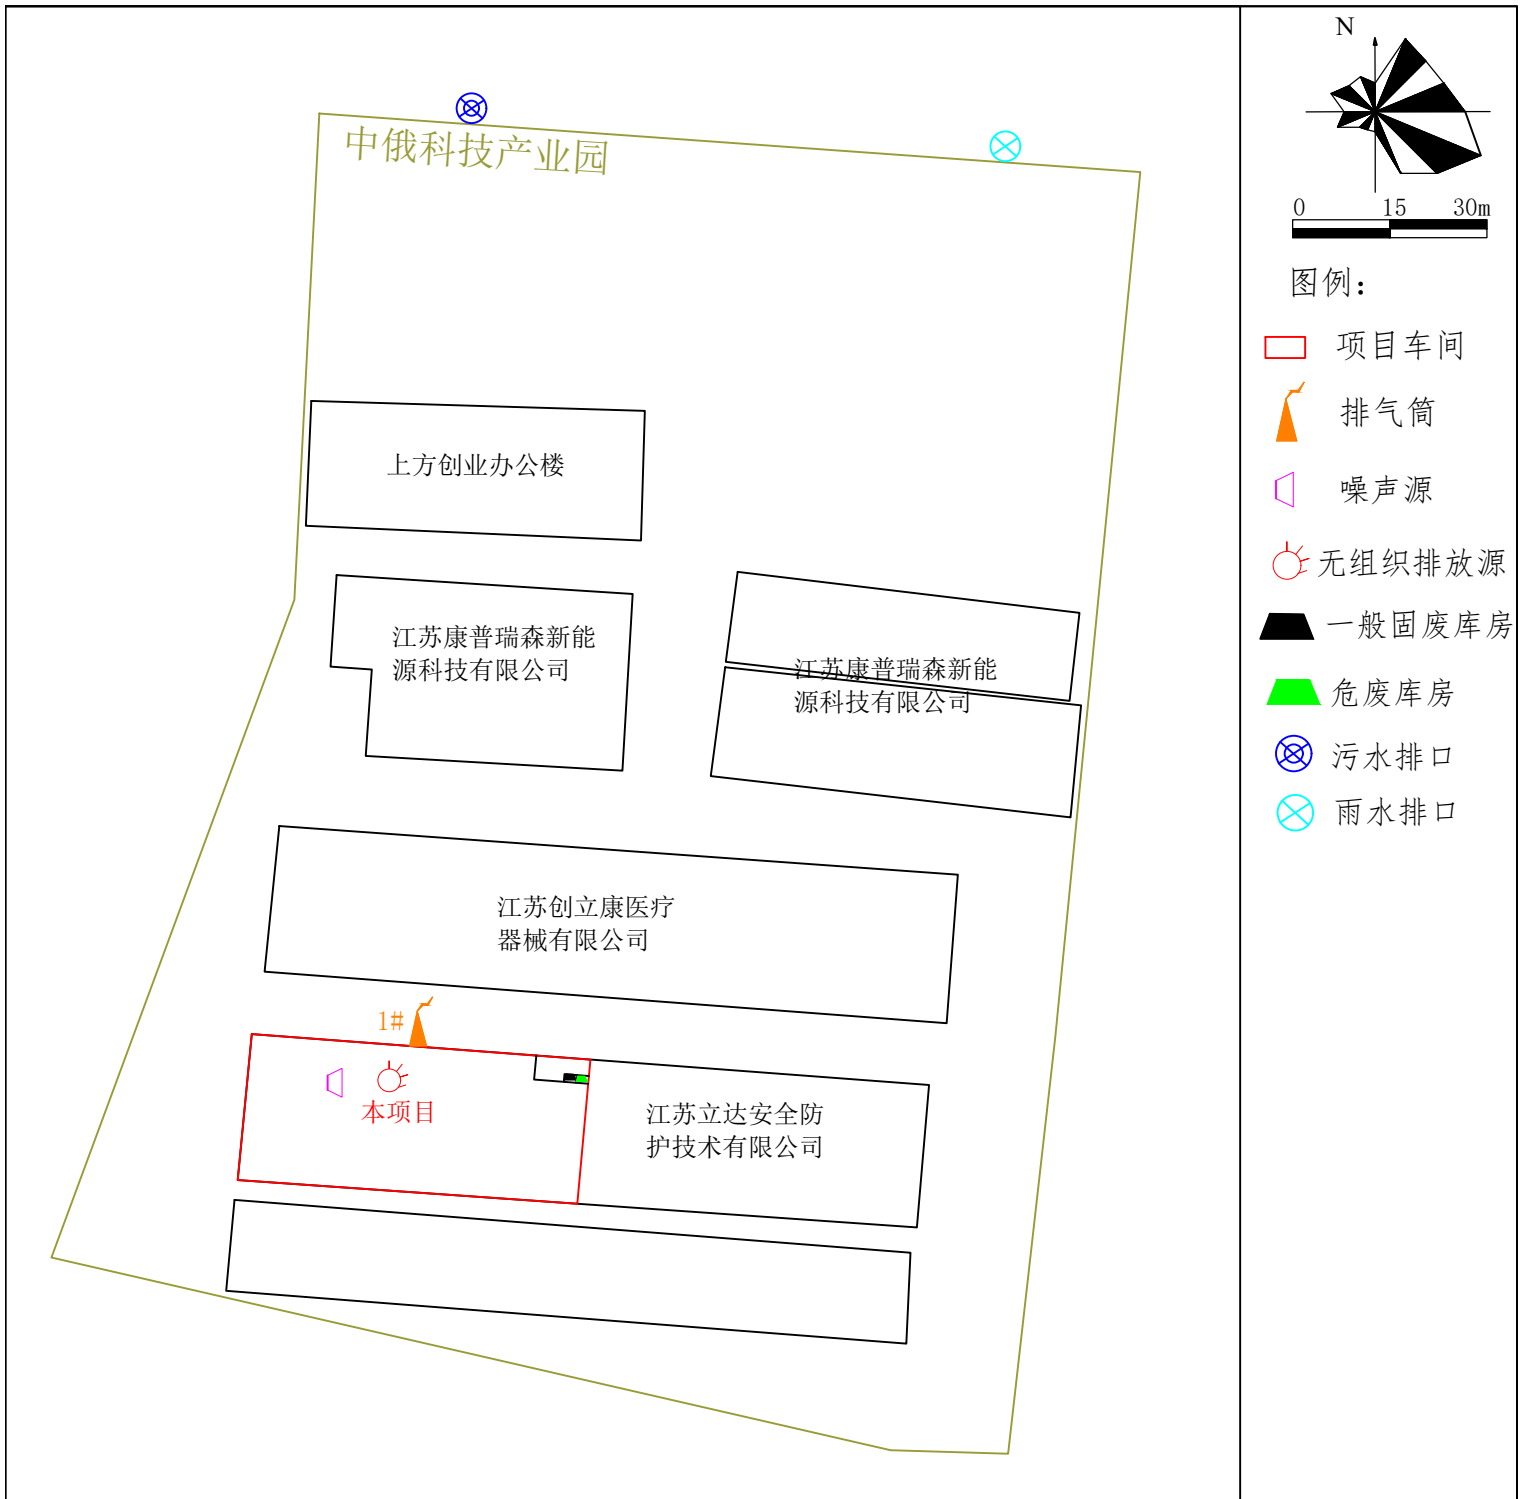 中俄科技产业园
上方创业办公楼
江苏康普瑞森新能
源科技有限公司
江苏康普瑞森新能
源科技有限公司
江苏创立康医疗
器械有限公司
1#
本项目
江苏立达安全防
护技术有限公司
N
0 15 30m
图例：
项目车间
排气筒
噪声源
无组织排放源
一般固废库房
危废库房
污水排口
雨水排口